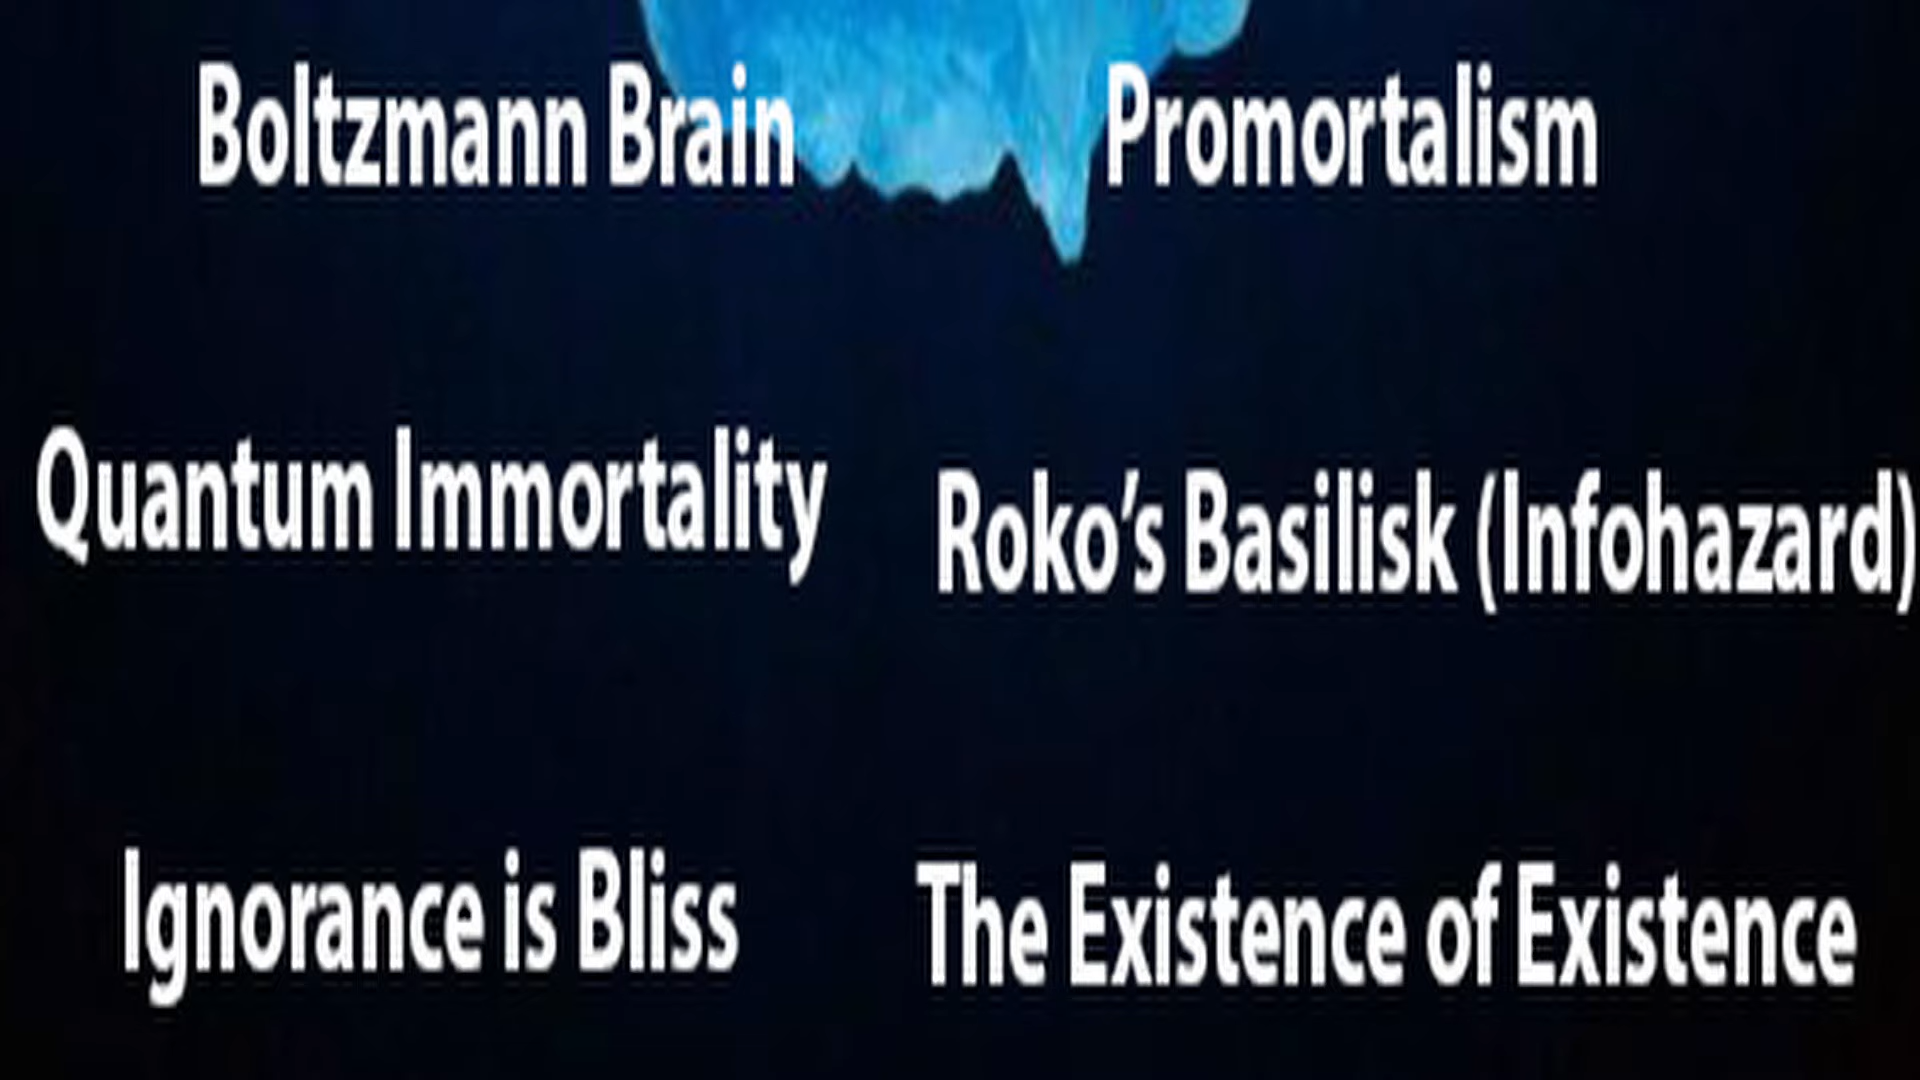 Boltzmann Brain
Promortalism
Quantum Immortality
Roko’s Basilisk (Infohazard)
Ignorance is Bliss
The Existence of Existence